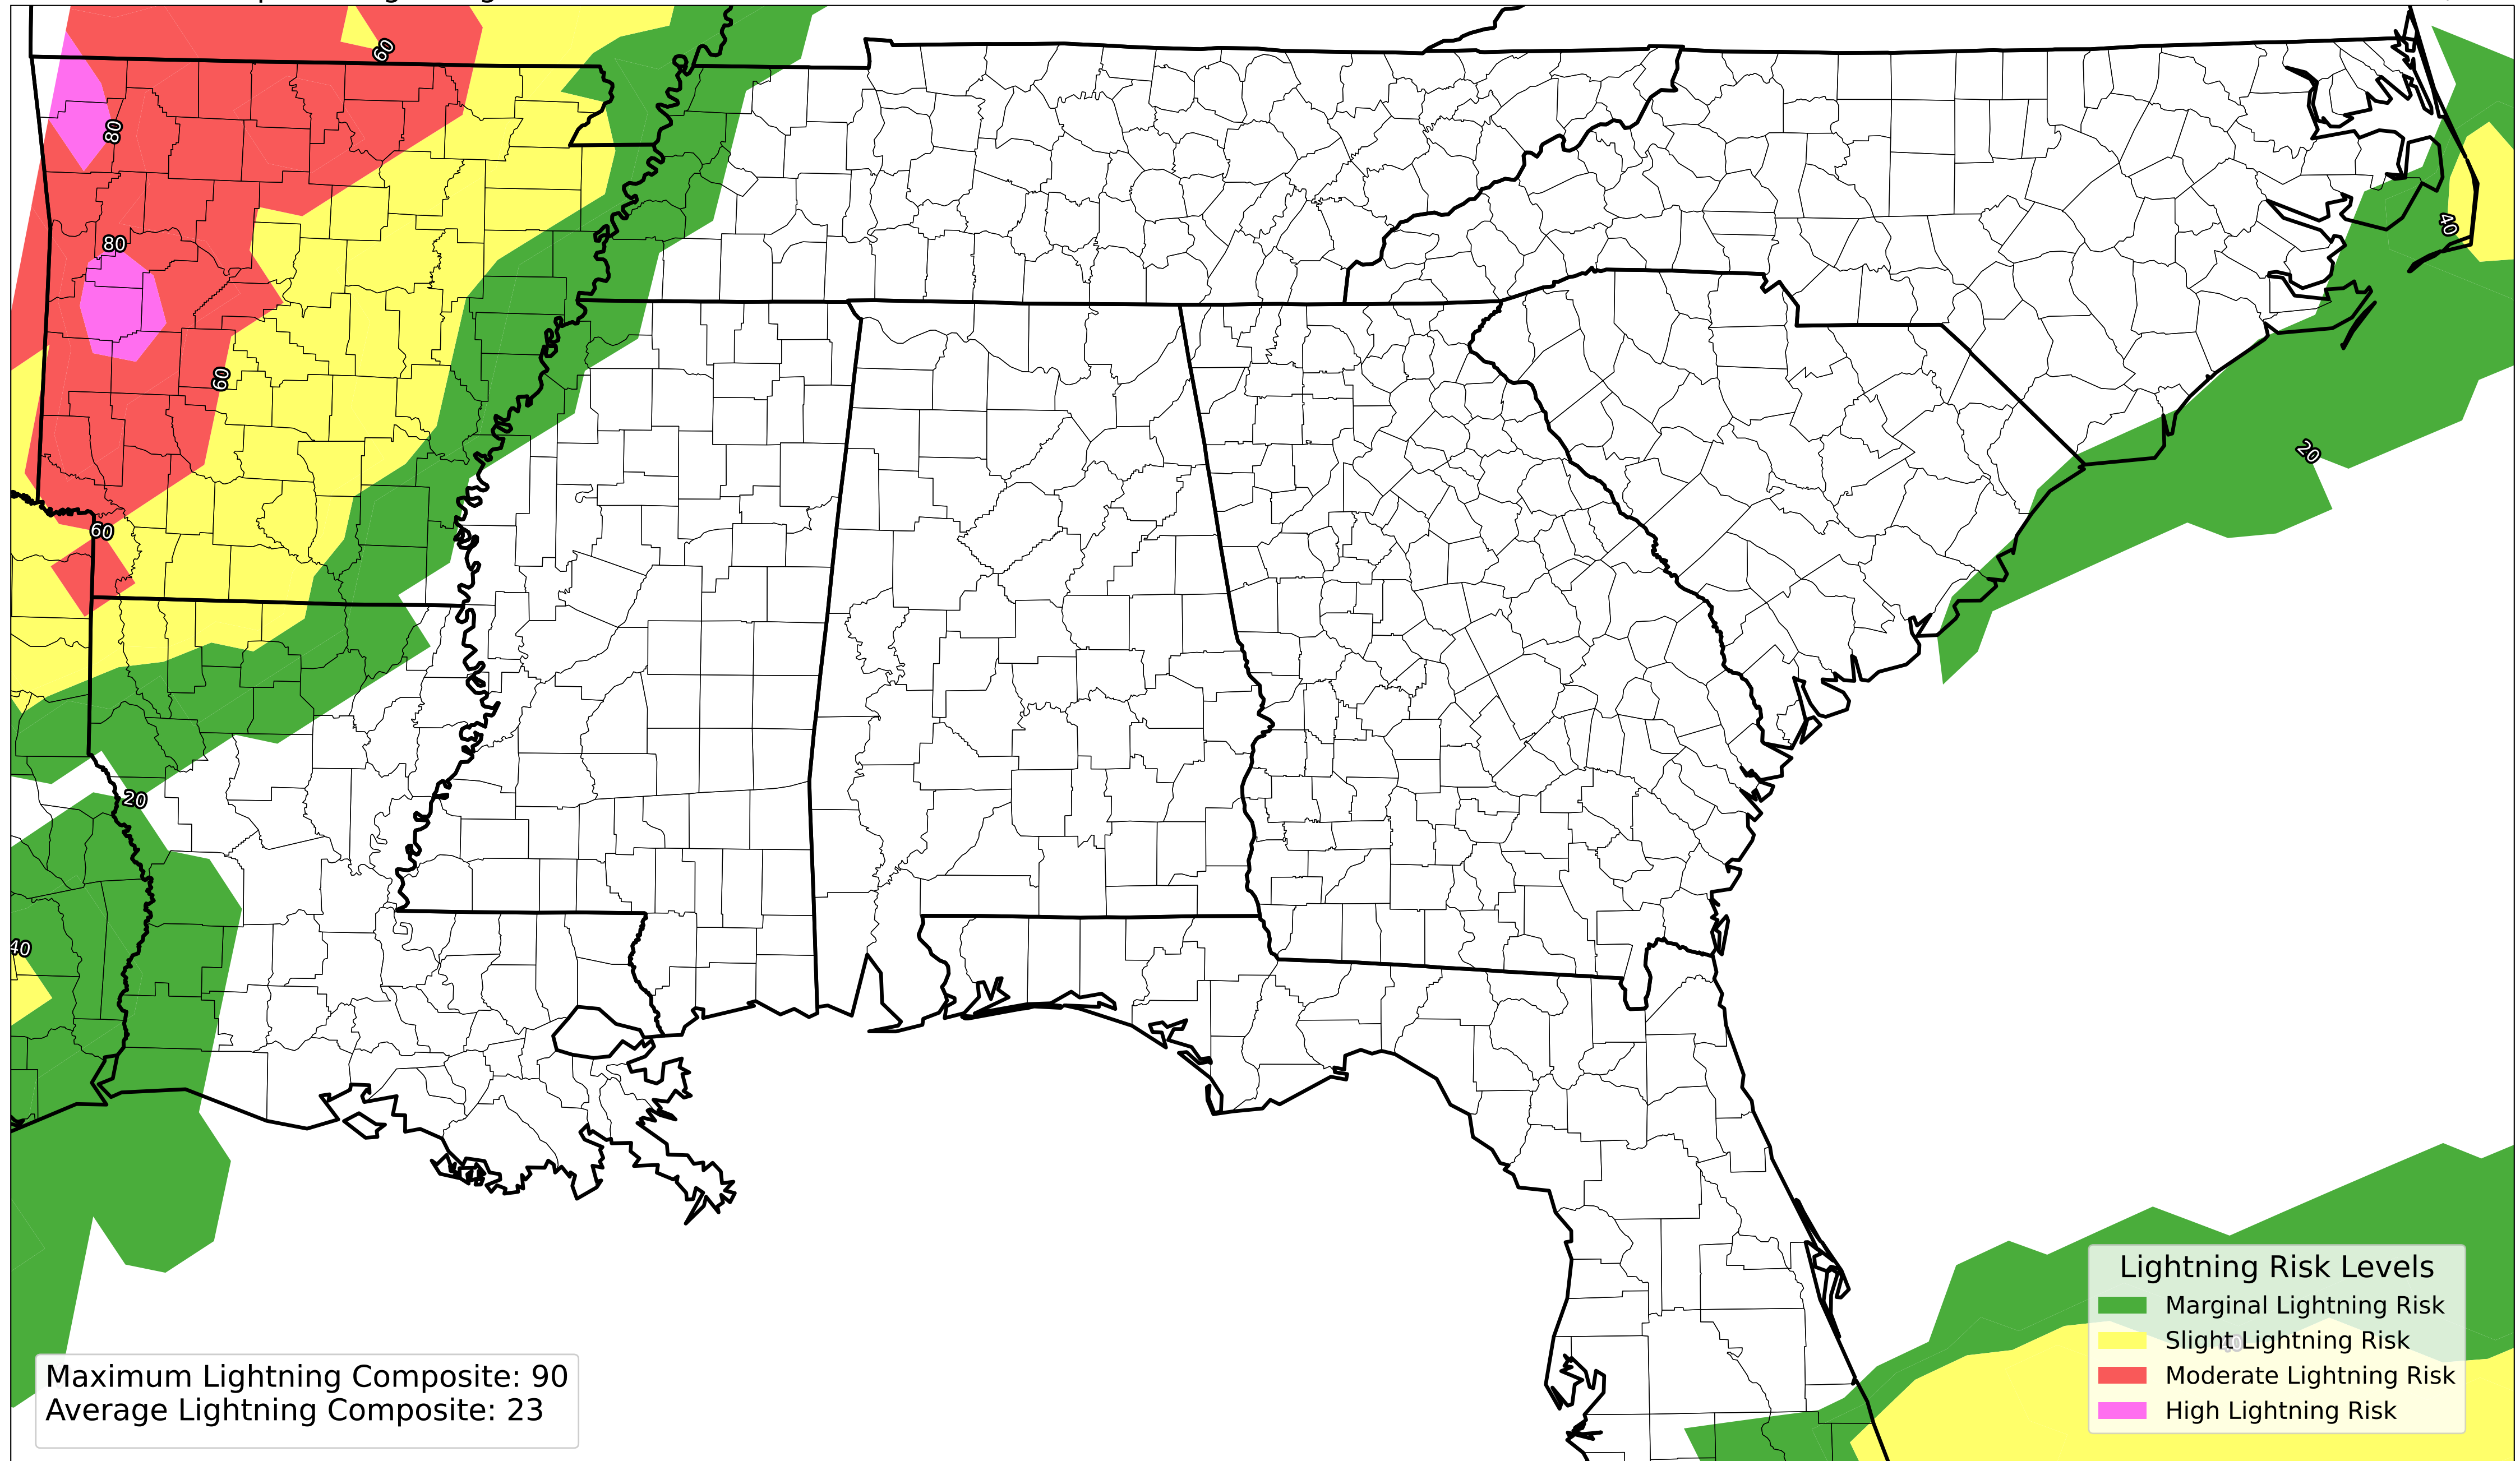 60
80
40
80
60
20
60
20
40
Lightning Risk Levels
Marginal Lightning Risk
Slight Lightning Risk
Moderate Lightning Risk
High Lightning Risk
Maximum Lightning Composite: 90
Average Lightning Composite: 23